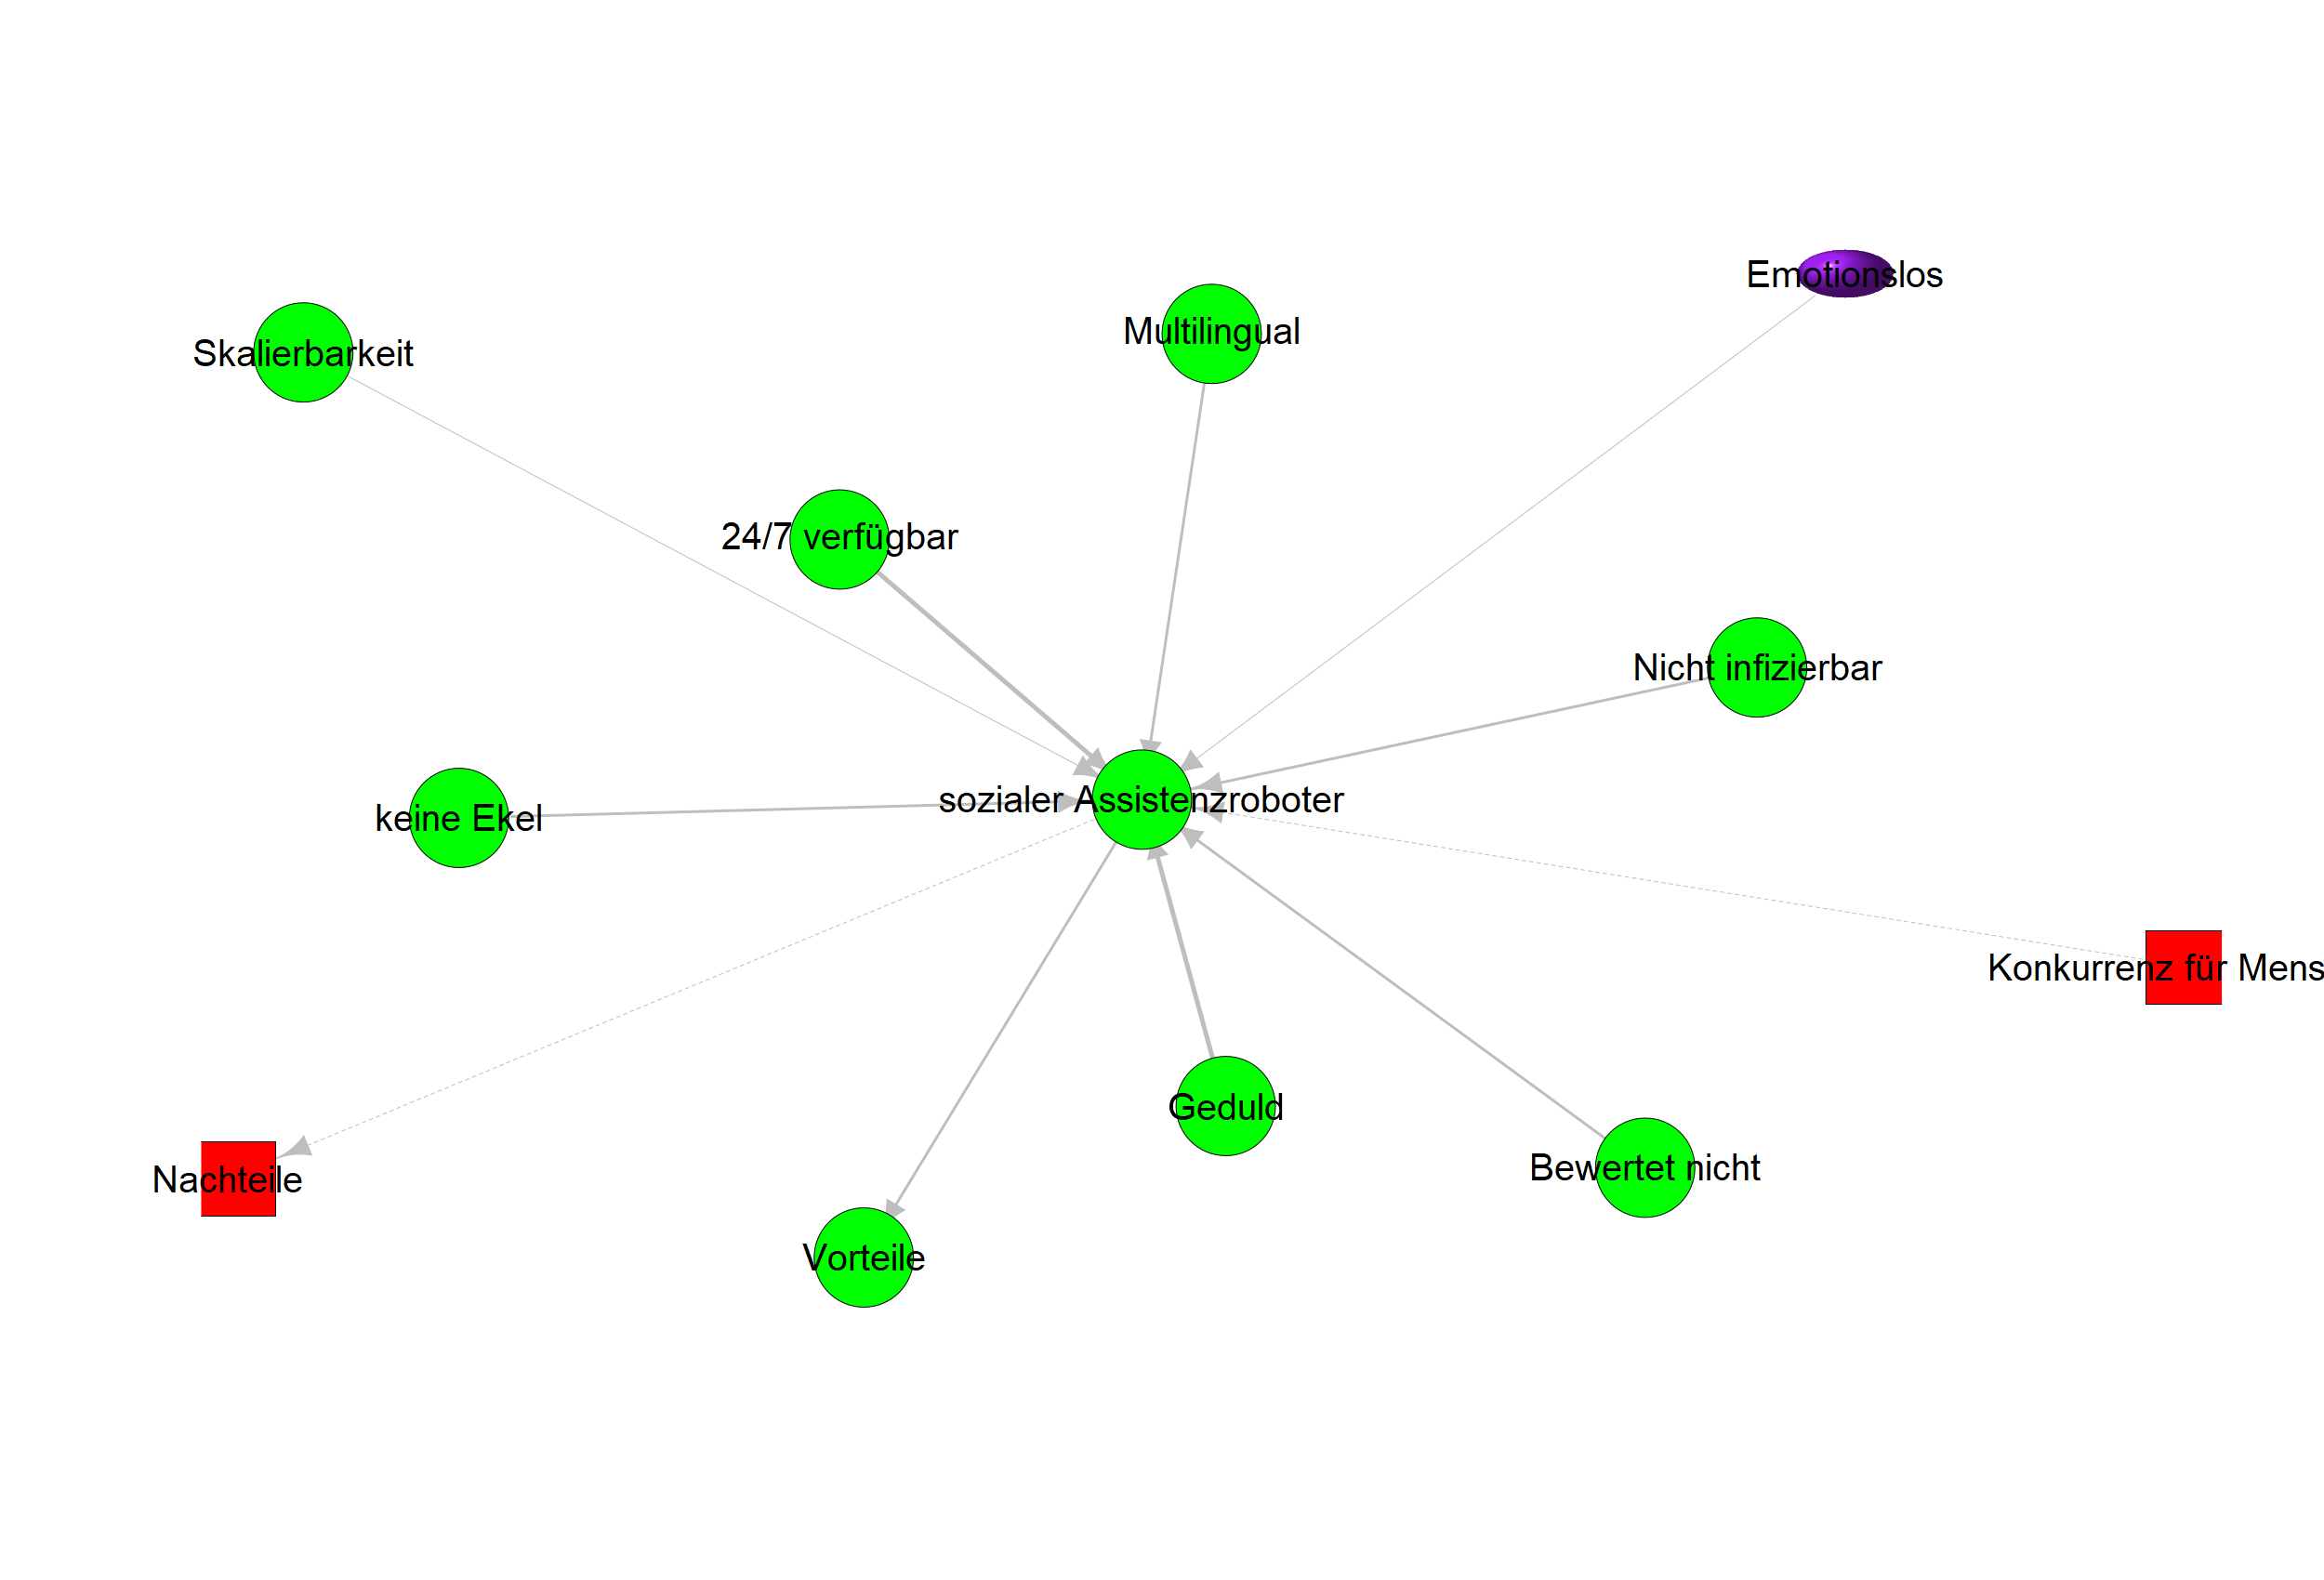 Emotionslos
Multilingual
Skalierbarkeit
24/7 verfügbar
Nicht infizierbar
sozialer Assistenzroboter
keine Ekel
Konkurrenz für Mens
Geduld
Bewertet nicht
Nachteile
Vorteile